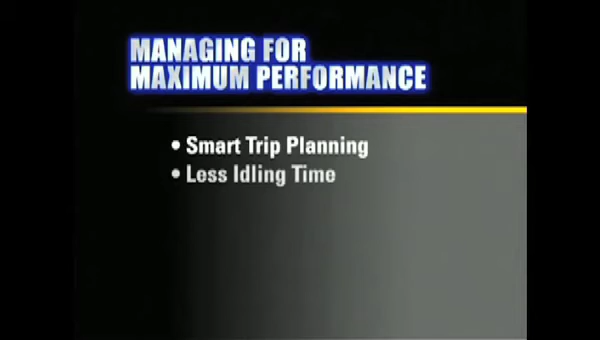 MANAGING FOR
MAXIMUM PERFORMANCE
• Smart Trip Planning
• Less Idling Time